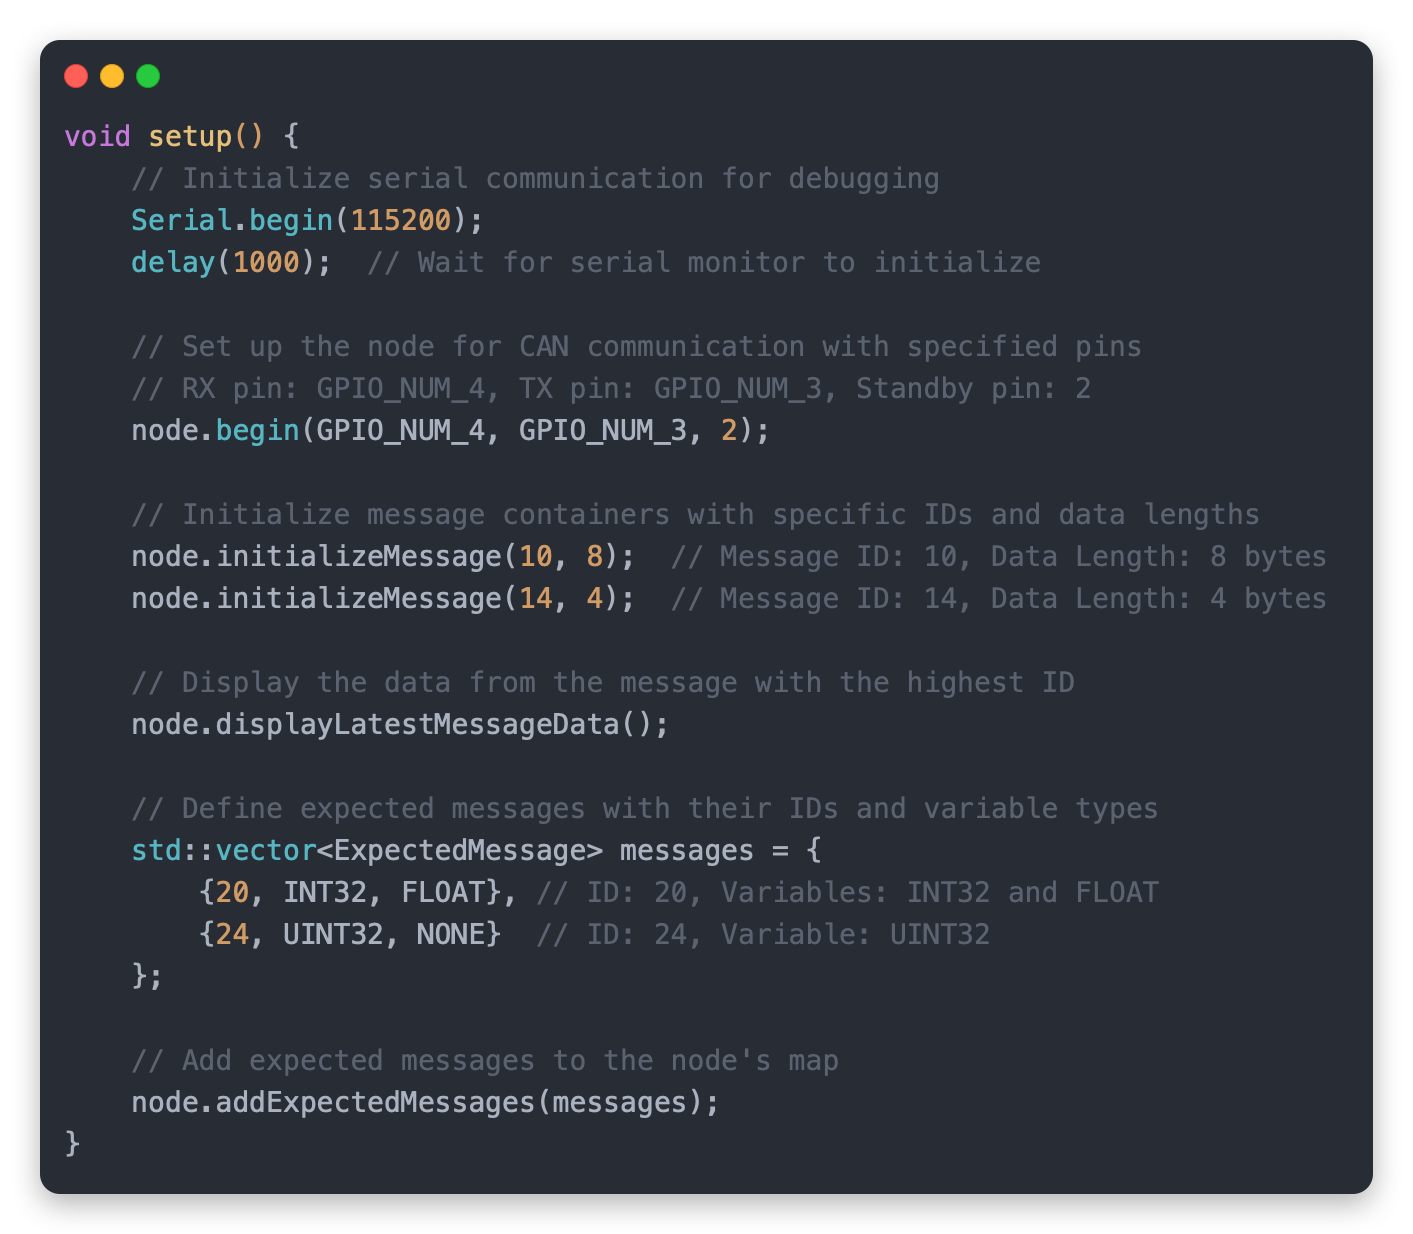 void setup() {
    // Initialize serial communication for debugging
    Serial.begin(115200);
    delay(1000);  // Wait for serial monitor to initialize

    // Set up the node for CAN communication with specified pins
    // RX pin: GPIO_NUM_4, TX pin: GPIO_NUM_3, Standby pin: 2
    node.begin(GPIO_NUM_4, GPIO_NUM_3, 2);

    // Initialize message containers with specific IDs and data lengths
    node.initializeMessage(10, 8);  // Message ID: 10, Data Length: 8 bytes
    node.initializeMessage(14, 4);  // Message ID: 14, Data Length: 4 bytes

    // Display the data from the message with the highest ID
    node.displayLatestMessageData();

    // Define expected messages with their IDs and variable types
    std::vector<ExpectedMessage> messages = {
        {20, INT32, FLOAT}, // ID: 20, Variables: INT32 and FLOAT
        {24, UINT32, NONE}  // ID: 24, Variable: UINT32
    };

    // Add expected messages to the node's map
    node.addExpectedMessages(messages);
}